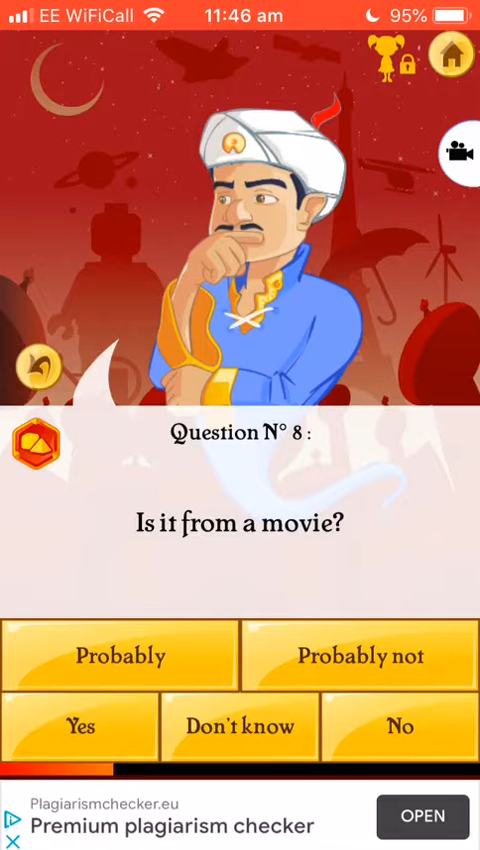 EE WiFiCall 11:46 am 95%
Question N° 8 :
Is it from a movie?
Probably Probably not
Yes Don't know No
Plagiarismchecker.eu
Premium plagiarism checker
OPEN